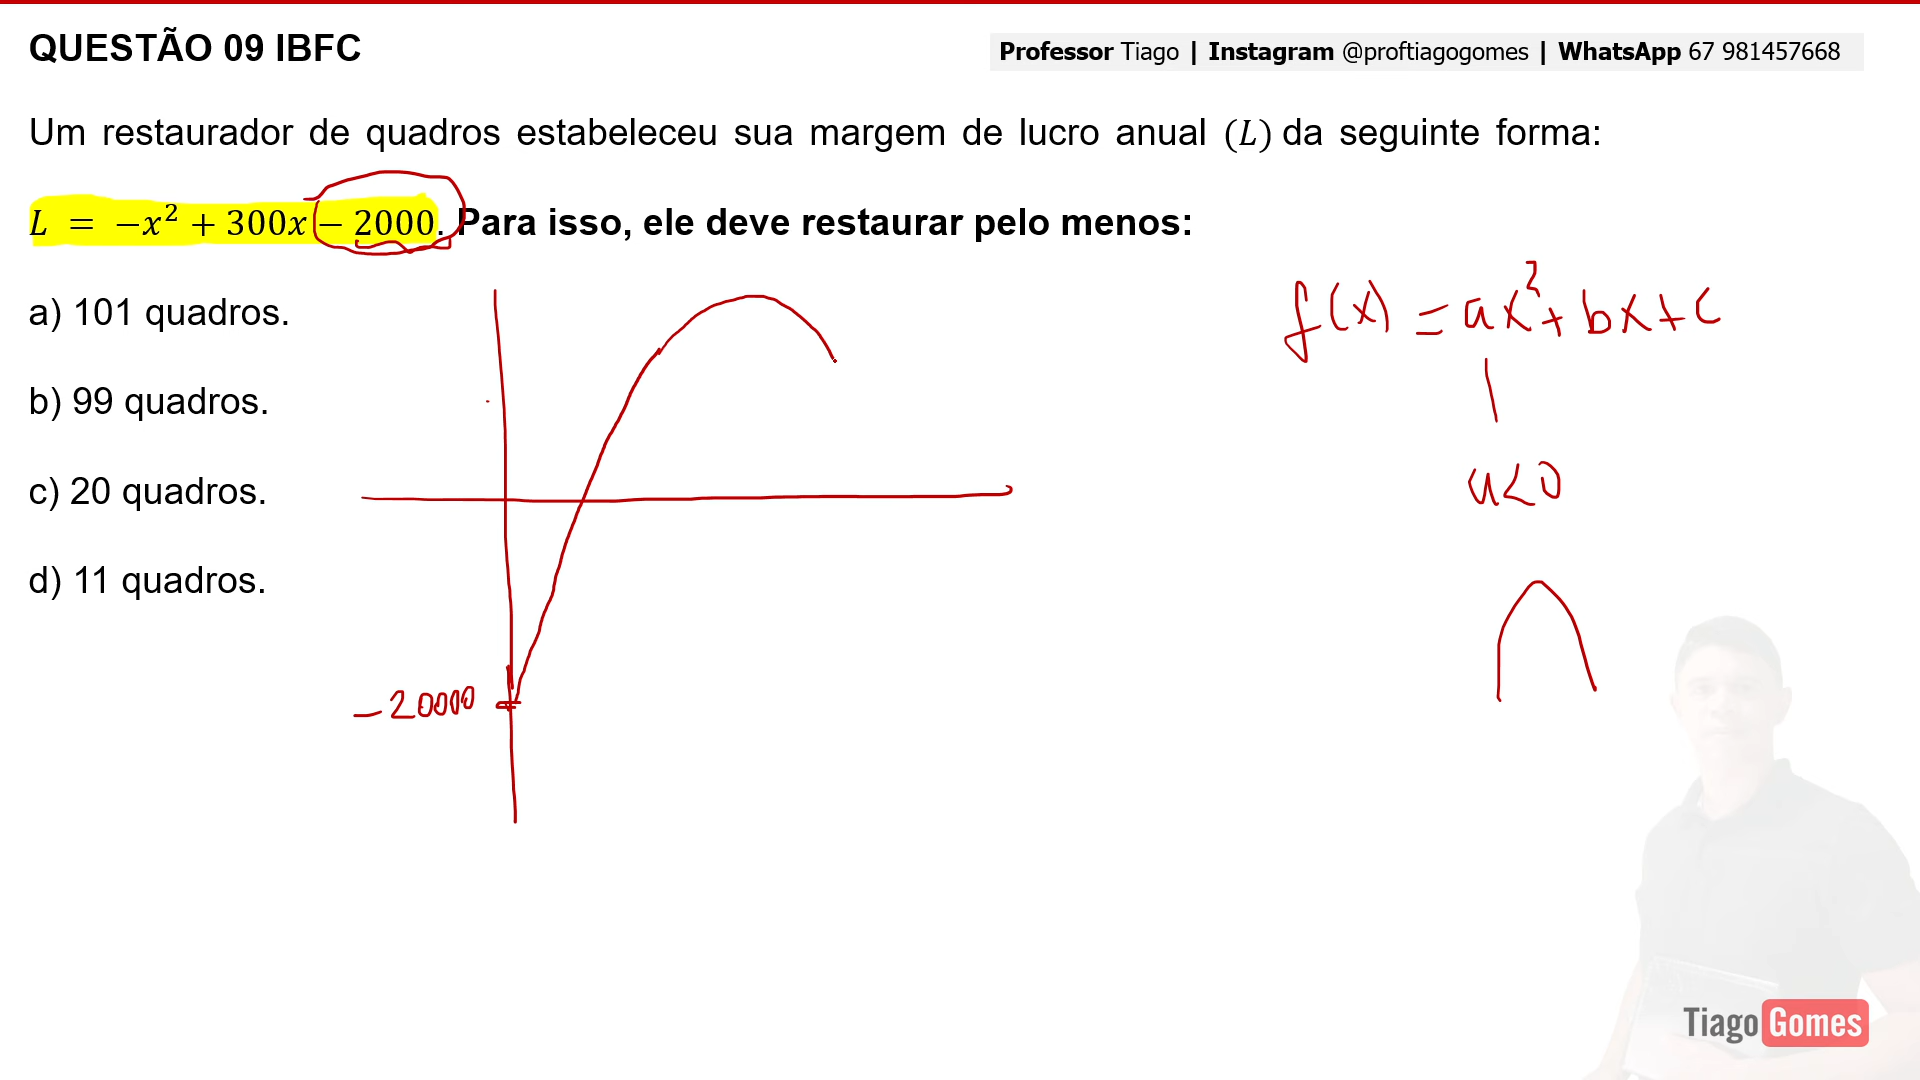 QUESTÃO 09 IBFC
Professor Tiago | Instagram @proftiagogomes | WhatsApp 67 981457668
Um restaurador de quadros estabeleceu sua margem de lucro anual (L) da seguinte forma:
L = −x² + 300x − 2000. Para isso, ele deve restaurar pelo menos:
a) 101 quadros.
b) 99 quadros.
c) 20 quadros.
d) 11 quadros.
f(x) = ax² + bx + c
a<0
−20000
Tiago Gomes